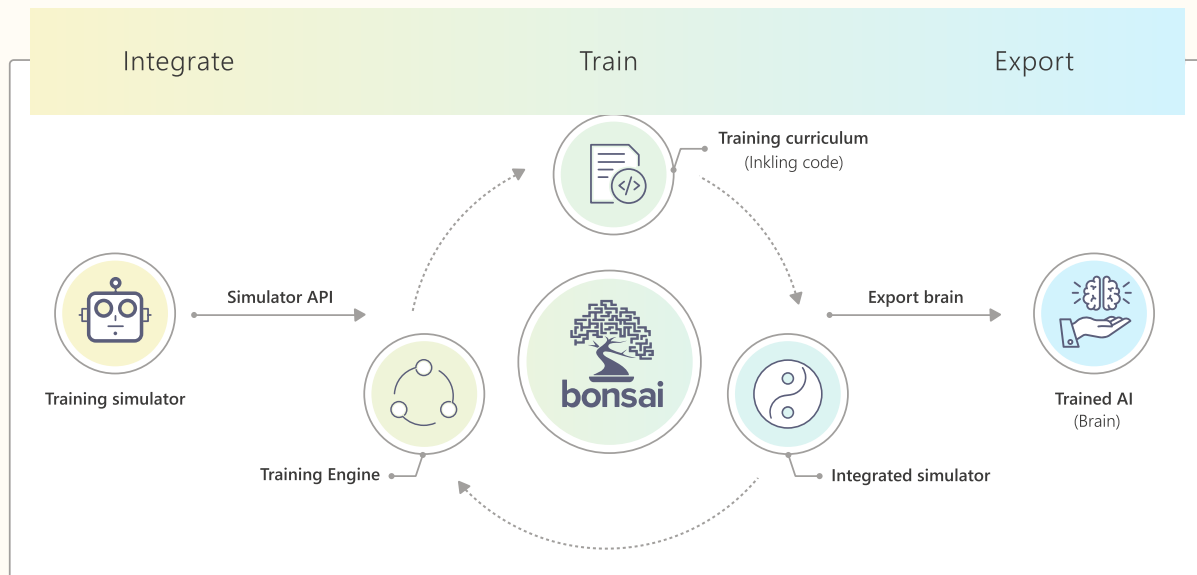 Integrate
Train
Export
Training curriculum
(Inkling code)
Simulator API
Export brain
bonsai
Training simulator
Trained AI
(Brain)
Training Engine
Integrated simulator